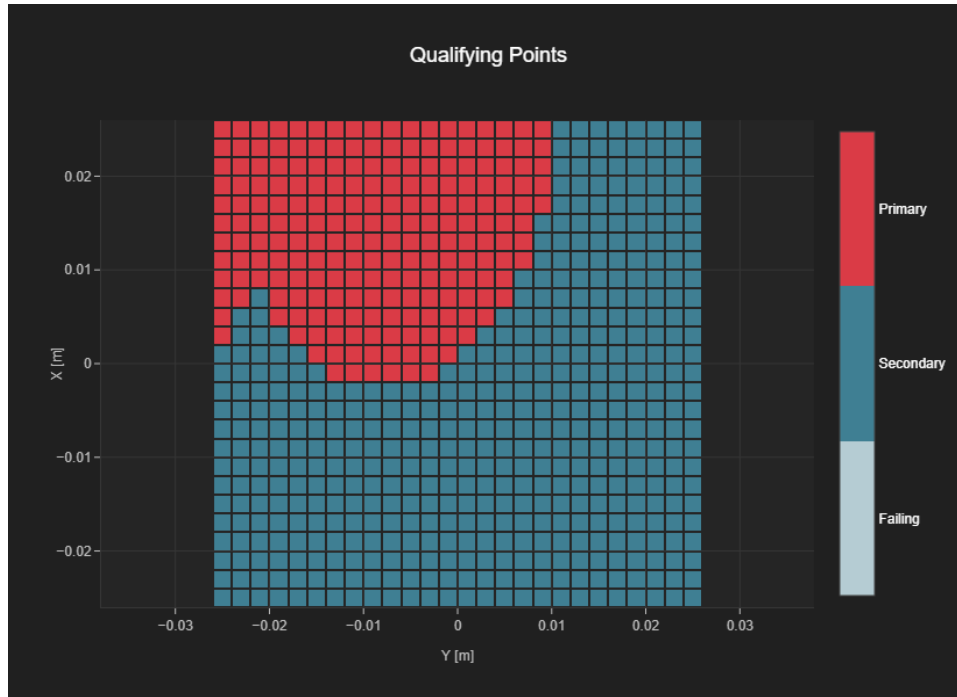 Qualifying Points
0.02
0.01
0
−0.01
−0.02
X [m]
−0.03
−0.02
−0.01
0
0.01
0.02
0.03
Y [m]
Primary
Secondary
Failing